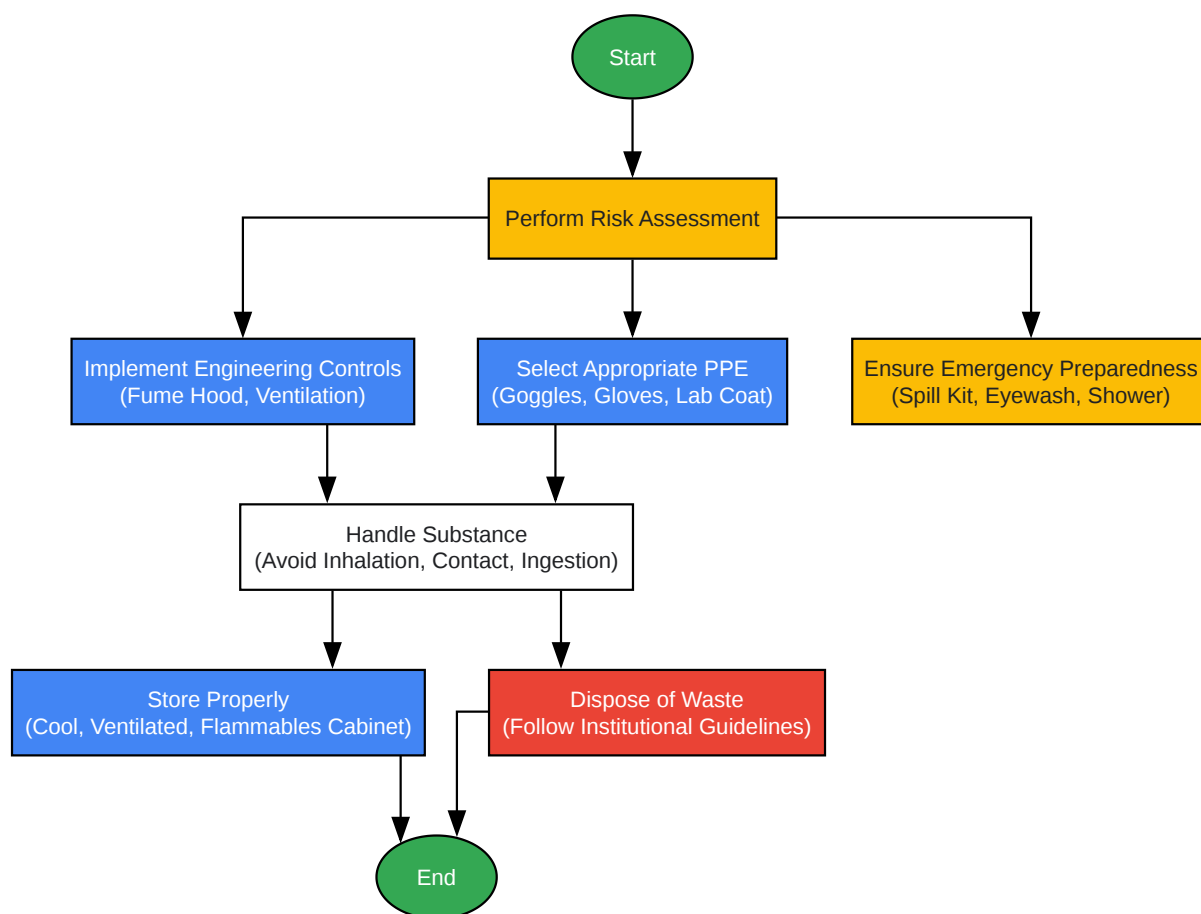 Start
Perform Risk Assessment
Implement Engineering Controls
(Fume Hood, Ventilation)
Select Appropriate PPE
(Goggles, Gloves, Lab Coat)
Ensure Emergency Preparedness
(Spill Kit, Eyewash, Shower)
Handle Substance
(Avoid Inhalation, Contact, Ingestion)
Store Properly
(Cool, Ventilated, Flammables Cabinet)
Dispose of Waste
(Follow Institutional Guidelines)
End